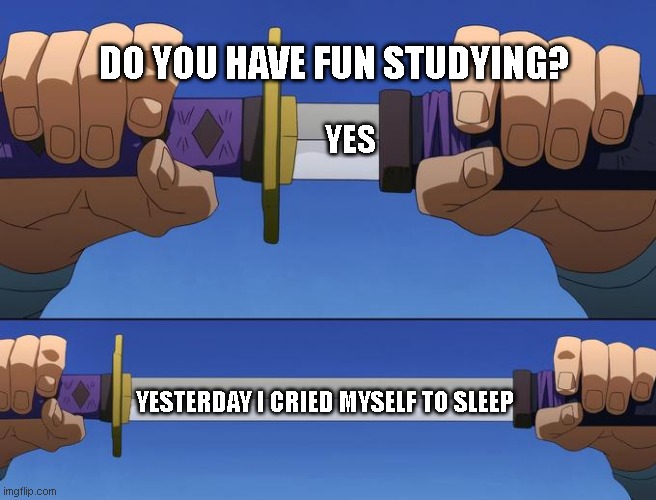 DO YOU HAVE FUN STUDYING?
YES
YESTERDAY I CRIED MYSELF TO SLEEP
imgflip.com